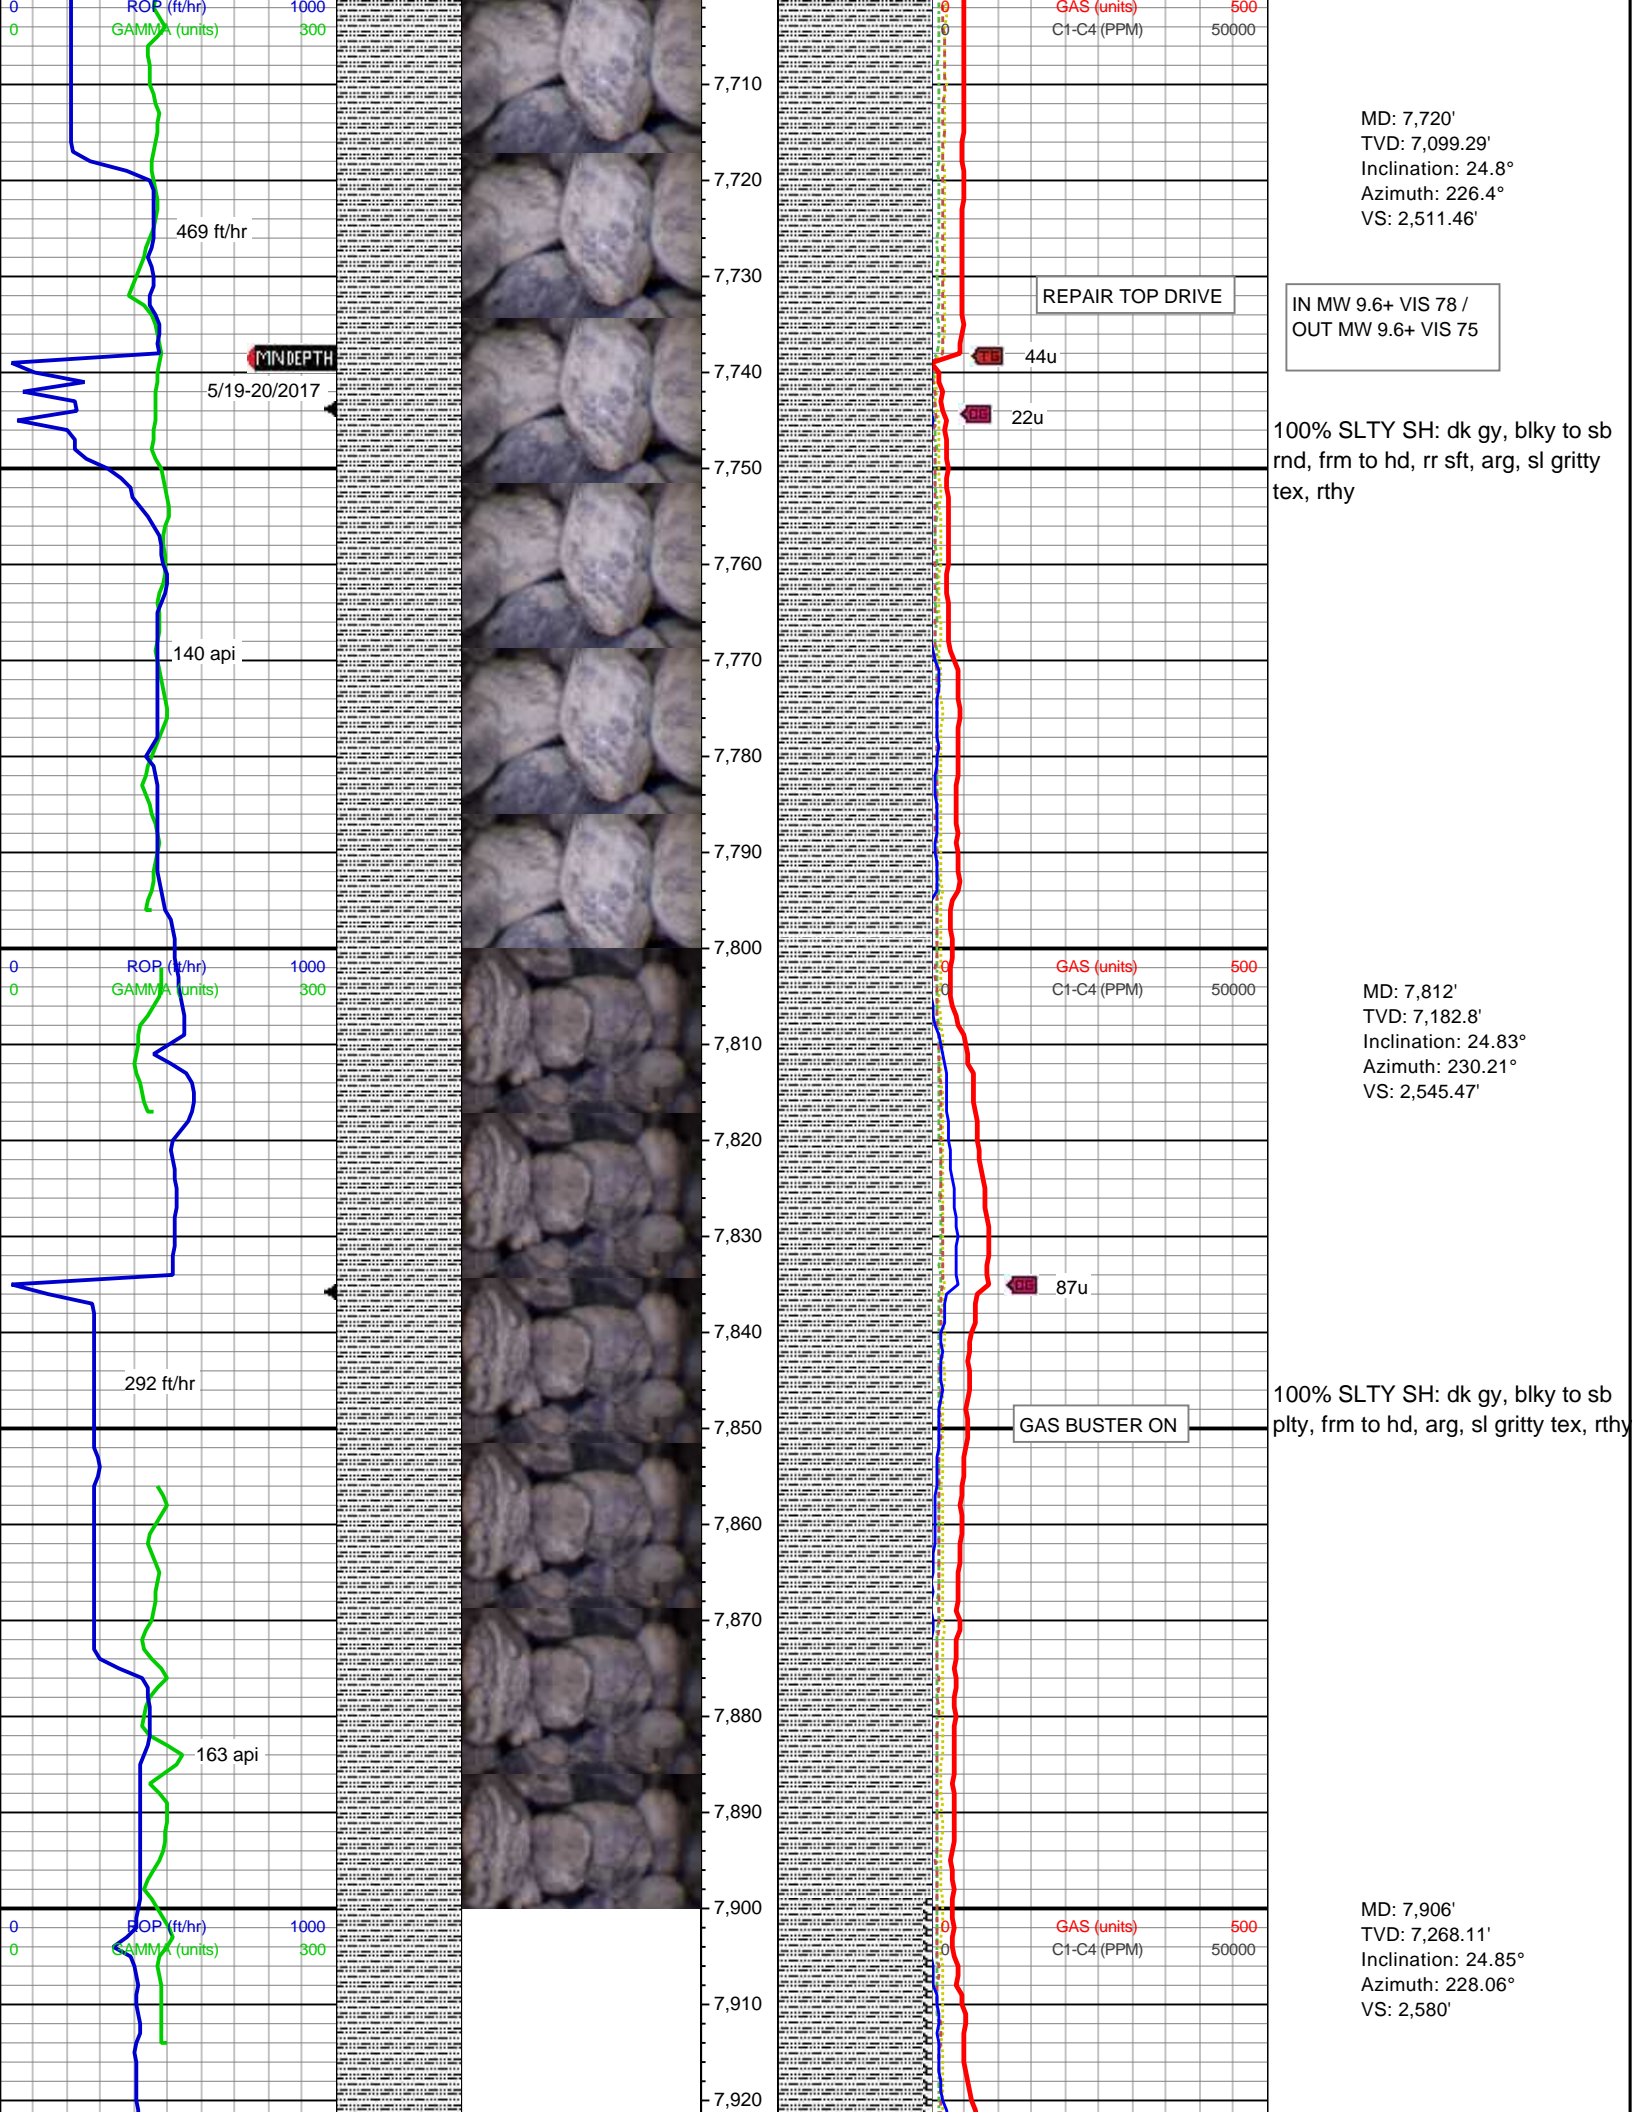 0 ROP (ft/hr) 1000
0 GAMMA (units) 300
0 GAS (units) 500
0 C1-C4 (PPM) 50000
7,710
MD: 7,720'
TVD: 7,099.29'
Inclination: 24.8°
Azimuth: 226.4°
VS: 2,511.46'
7,720
469 ft/hr
7,730
REPAIR TOP DRIVE
IN MW 9.6+ VIS 78 /
OUT MW 9.6+ VIS 75
MN DEPTH
TG 44u
7,740
5/19-20/2017
22u
100% SLTY SH: dk gy, blky to sb
rnd, frm to hd, rr sft, arg, sl gritty
tex, rthy
7,750
7,760
140 api
7,770
7,780
7,790
7,800
0 ROP (ft/hr) 1000
0 GAMMA (units) 300
0 GAS (units) 500
0 C1-C4 (PPM) 50000
MD: 7,812'
TVD: 7,182.8'
Inclination: 24.83°
Azimuth: 230.21°
VS: 2,545.47'
7,810
7,820
7,830
87u
7,840
292 ft/hr
100% SLTY SH: dk gy, blky to sb
plty, frm to hd, arg, sl gritty tex, rthy
GAS BUSTER ON
7,850
7,860
7,870
7,880
163 api
7,890
7,900
0 ROP (ft/hr) 1000
0 GAMMA (units) 300
0 GAS (units) 500
0 C1-C4 (PPM) 50000
MD: 7,906'
TVD: 7,268.11'
Inclination: 24.85°
Azimuth: 228.06°
VS: 2,580'
7,910
7,920